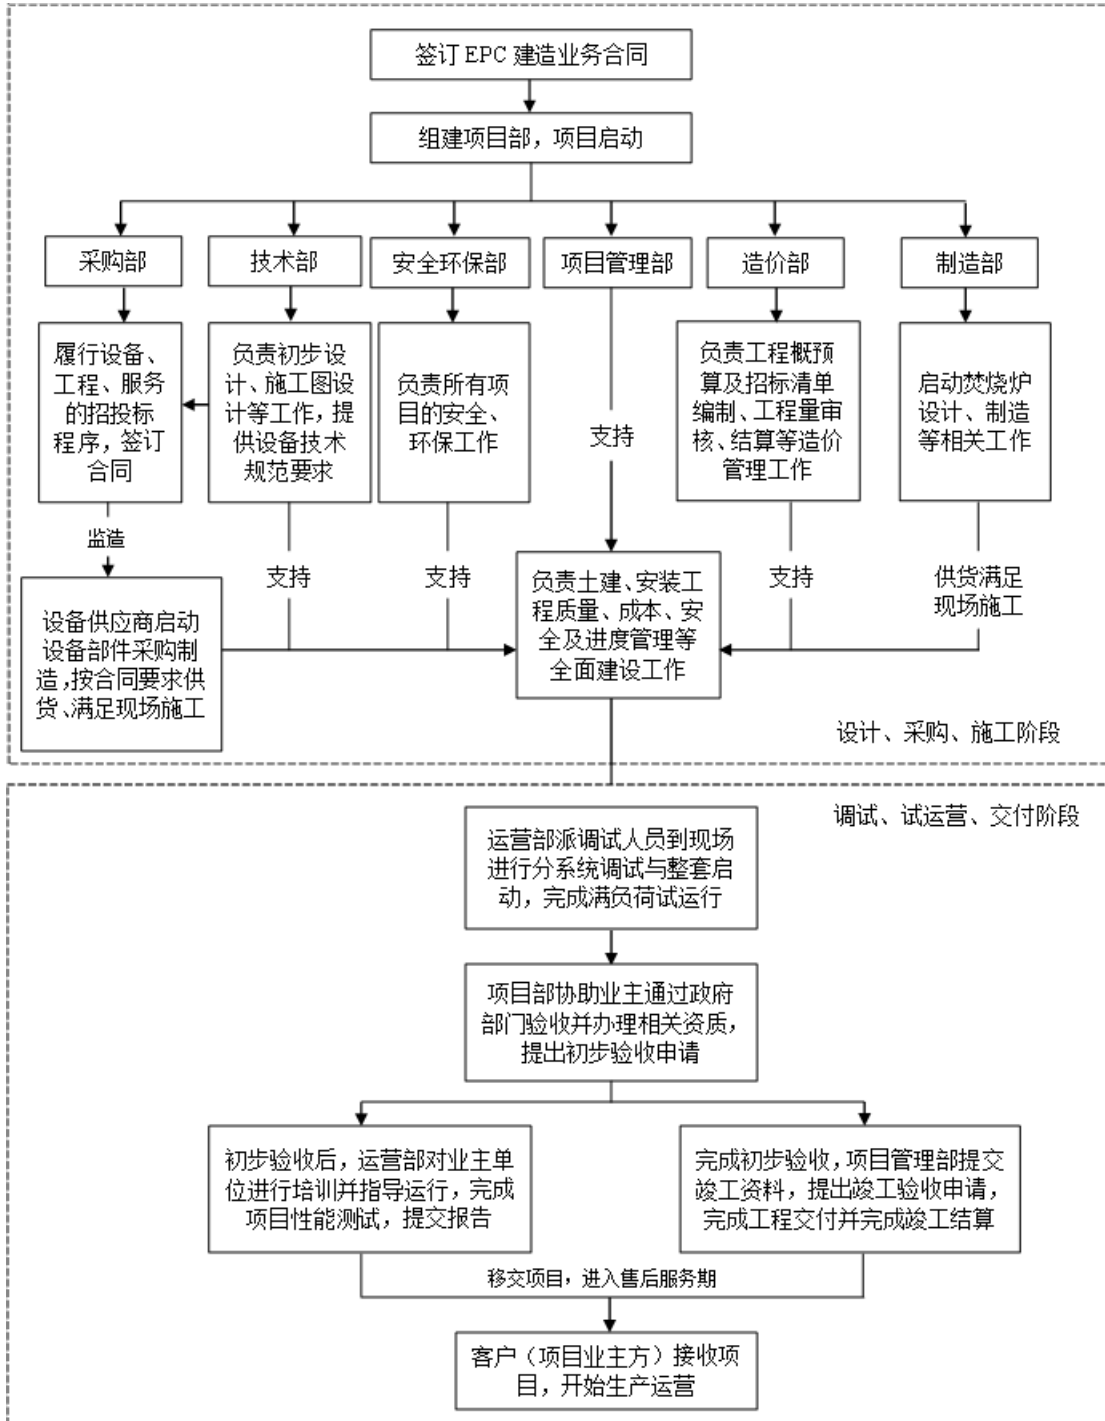 签订 EPC 建造业务合同
组建项目部，项目启动
采购部
技术部
安全环保部
项目管理部
造价部
制造部
履行设备、
工程、服务
的招投标
程序，签订
合同
负责初步设
计、施工图设
计等工作，提
供设备技术
规范要求
负责所有项
目的安全、
环保工作
支持
负责工程概预
算及招标清单
编制、工程量审
核、结算等造价
管理工作
启动焚烧炉
设计、制造
等相关工作
监造
支持
支持
支持
供货满足
现场施工
设备供应商启动
设备部件采购制
造，按合同要求供
货、满足现场施工
负责土建、安装工
程质量、成本、安
全及进度管理等
全面建设工作
设计、采购、施工阶段
调试、试运营、交付阶段
运营部派调试人员到现场
进行分系统调试与整套启
动，完成满负荷试运行
项目部协助业主通过政府
部门验收并办理相关资质，
提出初步验收申请
初步验收后，运营部对业主单
位进行培训并指导运行，完成
项目性能测试，提交报告
完成初步验收，项目管理部提交
竣工资料，提出竣工验收申请，
完成工程交付并完成竣工结算
移交项目，进入售后服务期
客户（项目业主方）接收项
目，开始生产运营